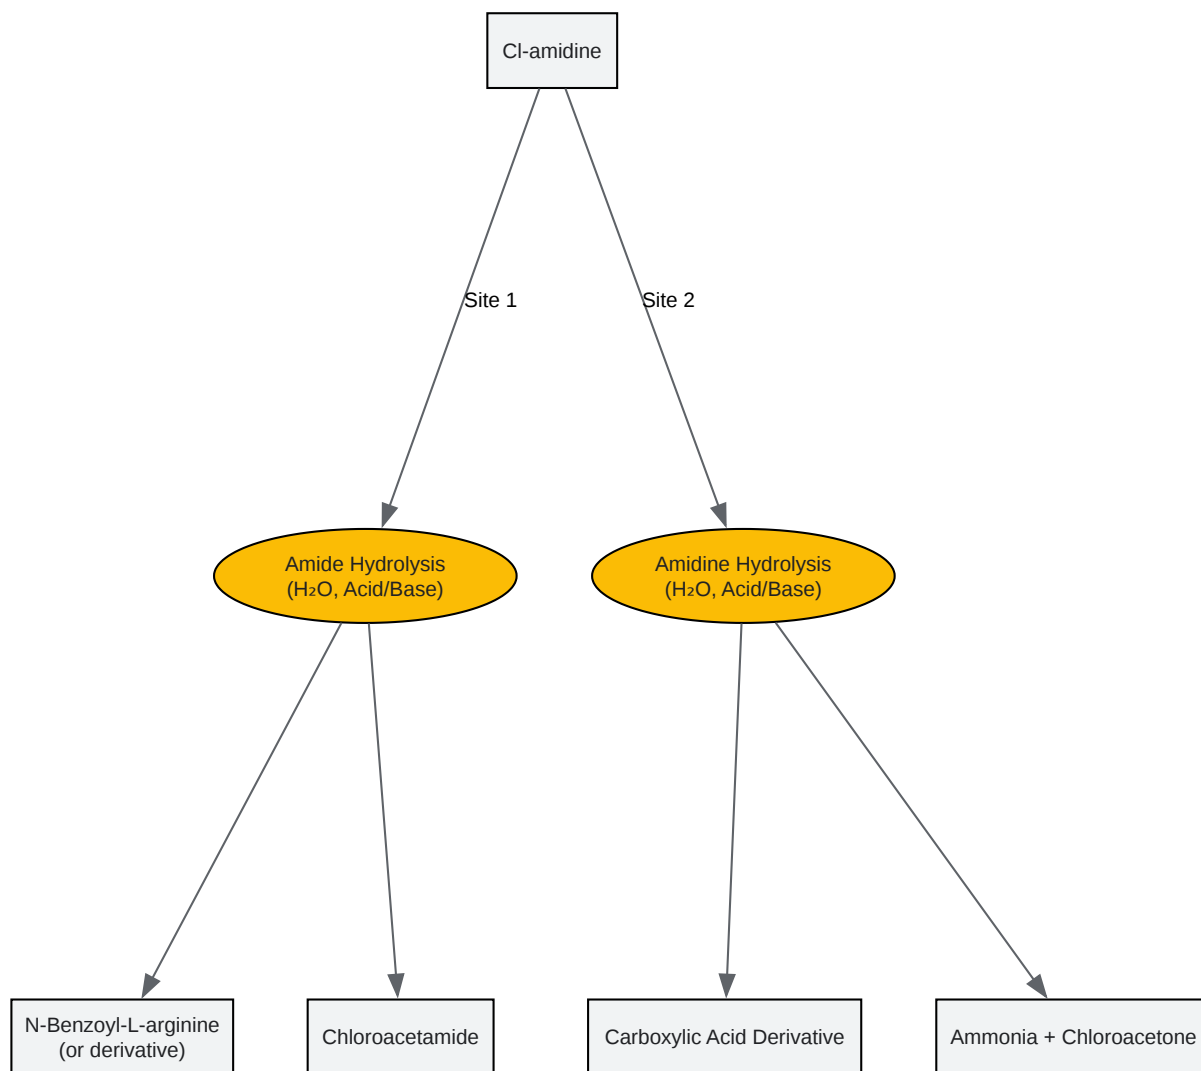 Cl-amidine
Site 1
Site 2
Amide Hydrolysis
(H₂O, Acid/Base)
Amidine Hydrolysis
(H₂O, Acid/Base)
N-Benzoyl-L-arginine
(or derivative)
Chloroacetamide
Carboxylic Acid Derivative
Ammonia + Chloroacetone